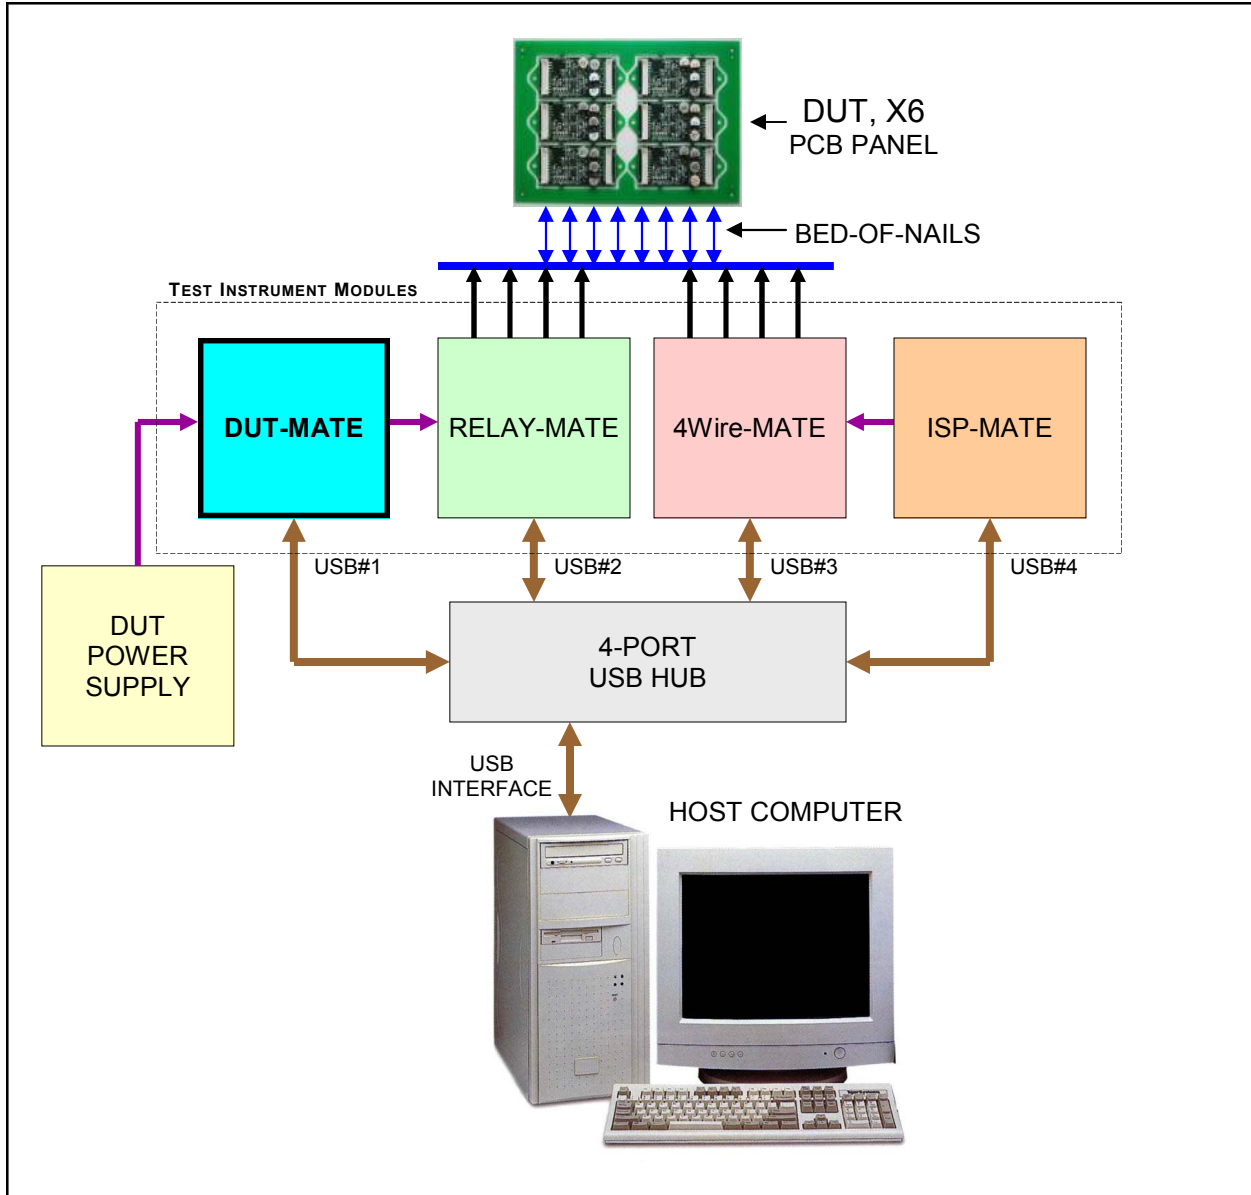 DUT, X6
PCB PANEL
BED-OF-NAILS
TEST INSTRUMENT MODULES
DUT-MATE
RELAY-MATE
4Wire-MATE
ISP-MATE
USB#1
USB#2
USB#3
USB#4
DUT
POWER
SUPPLY
4-PORT
USB HUB
USB
INTERFACE
HOST COMPUTER